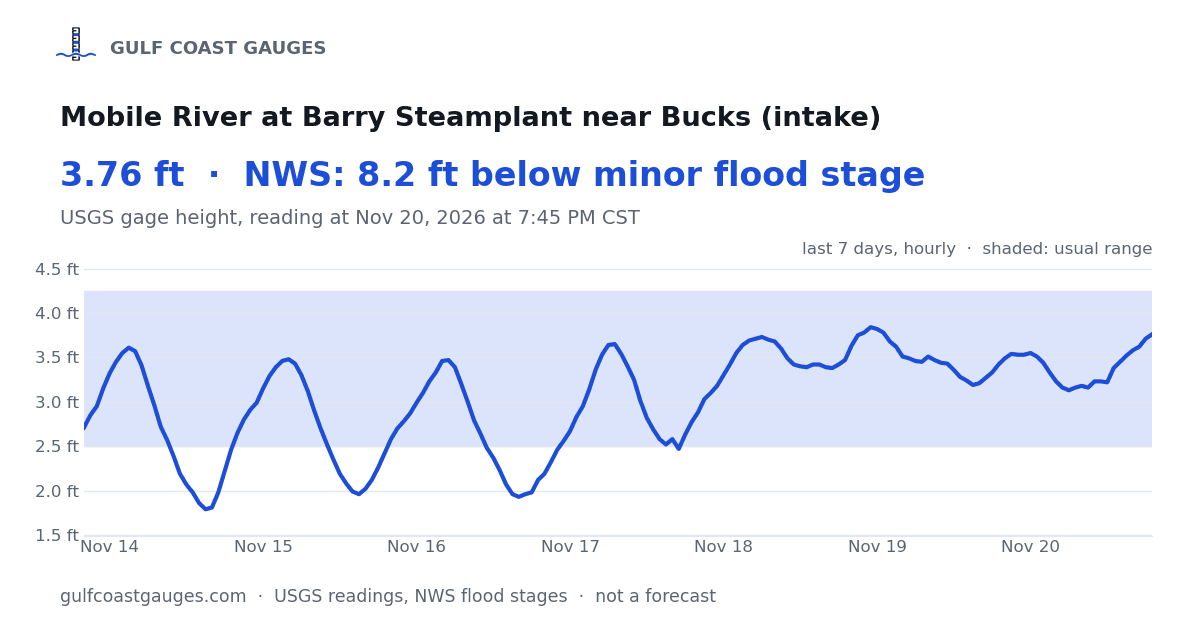 GULF COAST GAUGES
Mobile River at Barry Steamplant near Bucks (intake)
3.76 ft · NWS: 8.2 ft below minor flood stage
USGS gage height, reading at Nov 20, 2026 at 7:45 PM CST
last 7 days, hourly · shaded: usual range
4.5 ft
4.0 ft
3.5 ft
3.0 ft
2.5 ft
2.0 ft
1.5 ft
Nov 14 Nov 15 Nov 16 Nov 17 Nov 18 Nov 19 Nov 20
gulfcoastgauges.com · USGS readings, NWS flood stages · not a forecast